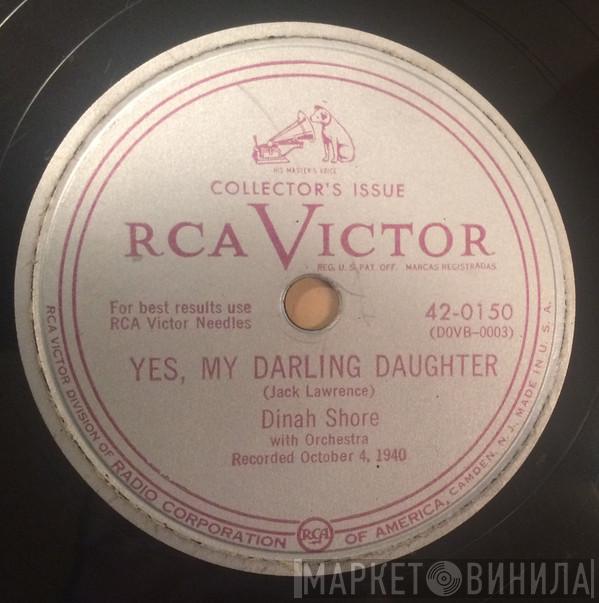 HIS MASTER'S VOICE
COLLECTOR'S ISSUE
RCA VICTOR
REG. U.S. PAT. OFF. MARCAS REGISTRADAS
For best results use
RCA Victor Needles
42-0150
(D0VB-0003)
YES, MY DARLING DAUGHTER
(Jack Lawrence)
Dinah Shore
with Orchestra
Recorded October 4, 1940
RCA VICTOR DIVISION OF RADIO CORPORATION RCA OF AMERICA, CAMDEN, N. J. MADE IN U. S. A.
МАРКЕТ ВИНИЛА